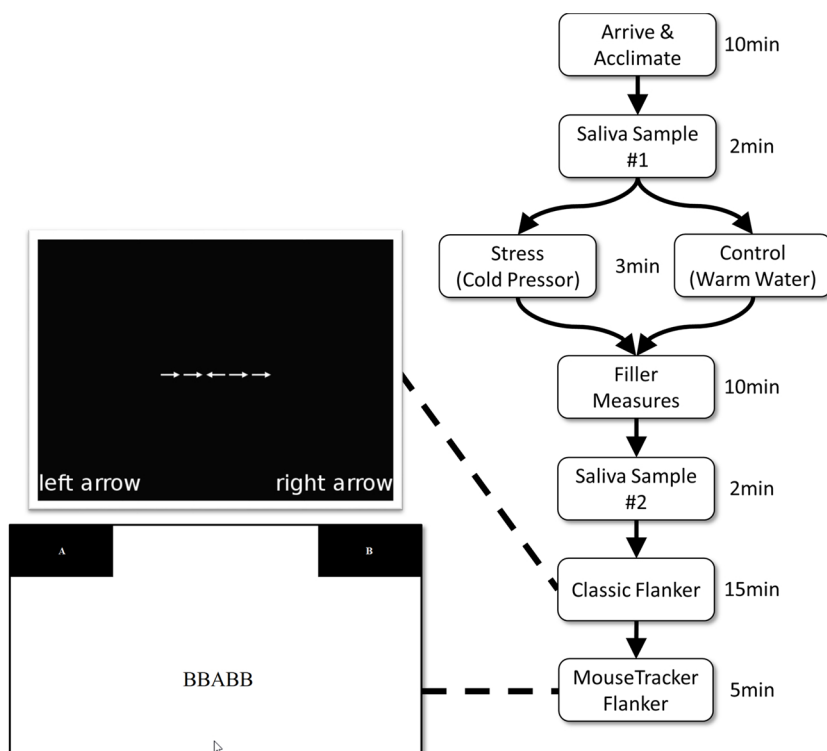 Arrive &
Acclimate
10min
Saliva Sample
#1
2min
Stress
(Cold Pressor)
3min
Control
(Warm Water)
Filler
Measures
10min
Saliva Sample
#2
2min
Classic Flanker
15min
MouseTracker
Flanker
5min
left arrow
right arrow
A
B
BBABB